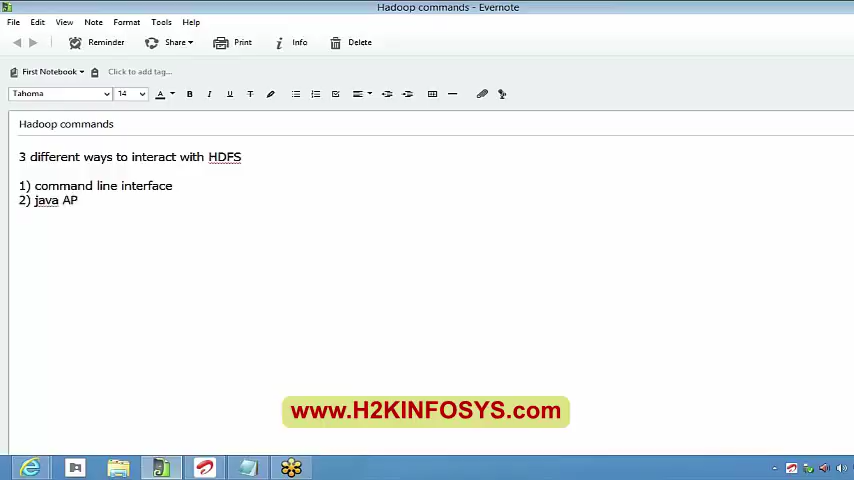 Hadoop commands - Evernote
File Edit View Note Format Tools Help
Reminder Share Print Info Delete
First Notebook Click to add tag...
Tahoma 14 A B I U T
Hadoop commands
3 different ways to interact with HDFS
1) command line interface
2) java AP
www.H2KINFOSYS.com